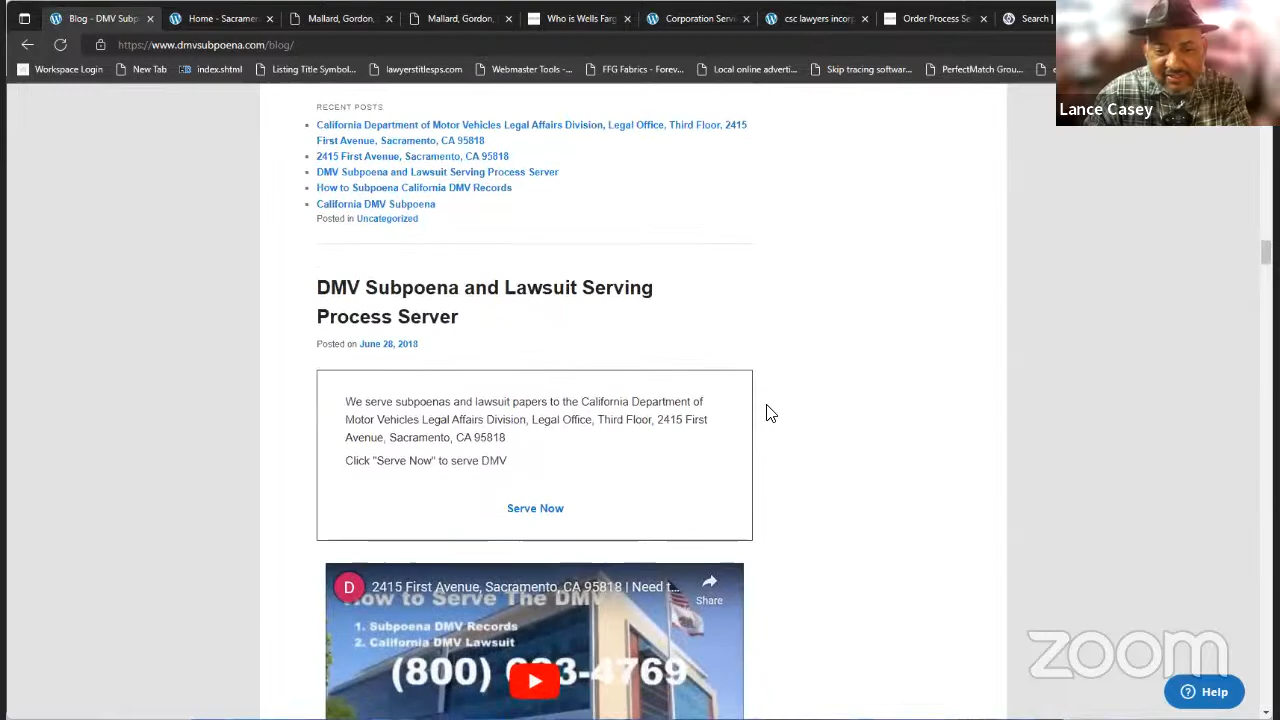 Blog – DMV Subp
Home - Sacramen
Mallard, Gordon,
Mallard, Gordon,
Who is Wells Farg
Corporation Serv
csc lawyers incorp
Order Process Se
Search |
https://www.dmvsubpoena.com/blog/
Workspace Login
New Tab
index.shtml
Listing Title Symbol...
lawyerstitleps.com
Webmaster Tools -...
FFG Fabrics - Forev...
Local online adverti...
Skip tracing softwar...
PerfectMatch Grou...
Lance Casey
RECENT POSTS
California Department of Motor Vehicles Legal Affairs Division, Legal Office, Third Floor, 2415
First Avenue, Sacramento, CA 95818
2415 First Avenue, Sacramento, CA 95818
DMV Subpoena and Lawsuit Serving Process Server
How to Subpoena California DMV Records
California DMV Subpoena
Posted in Uncategorized
DMV Subpoena and Lawsuit Serving
Process Server
Posted on June 28, 2018
We serve subpoenas and lawsuit papers to the California Department of
Motor Vehicles Legal Affairs Division, Legal Office, Third Floor, 2415 First
Avenue, Sacramento, CA 95818
Click "Serve Now" to serve DMV
Serve Now
D
2415 First Avenue, Sacramento, CA 95818 | Need t...
Share
How to Serve The DMV
1. Subpoena DMV Records
2. California DMV Lawsuit
(800)
-4769
zoom
Help